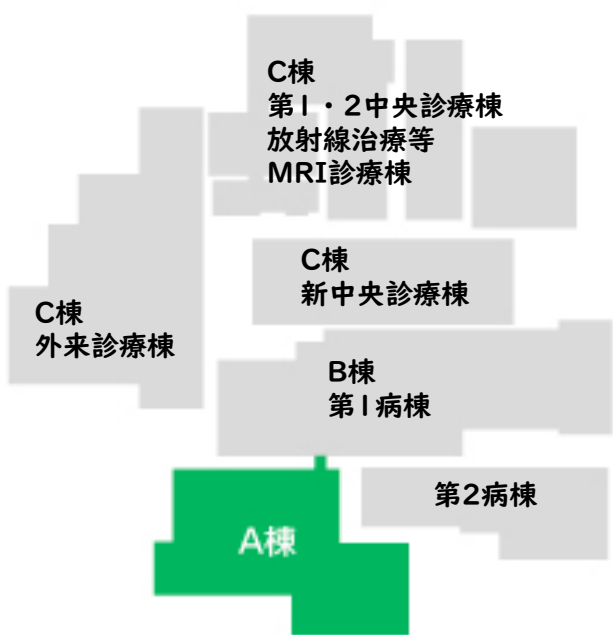 C棟
第1・2中央診療棟
放射線治療等
MRI診療棟
C棟
新中央診療棟
C棟
外来診療棟
B棟
第1病棟
第2病棟
A棟